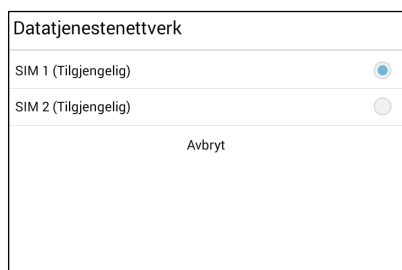 Datatjenestenettverk
SIM 1 (Tilgjengelig)
SIM 2 (Tilgjengelig)
Avbryt